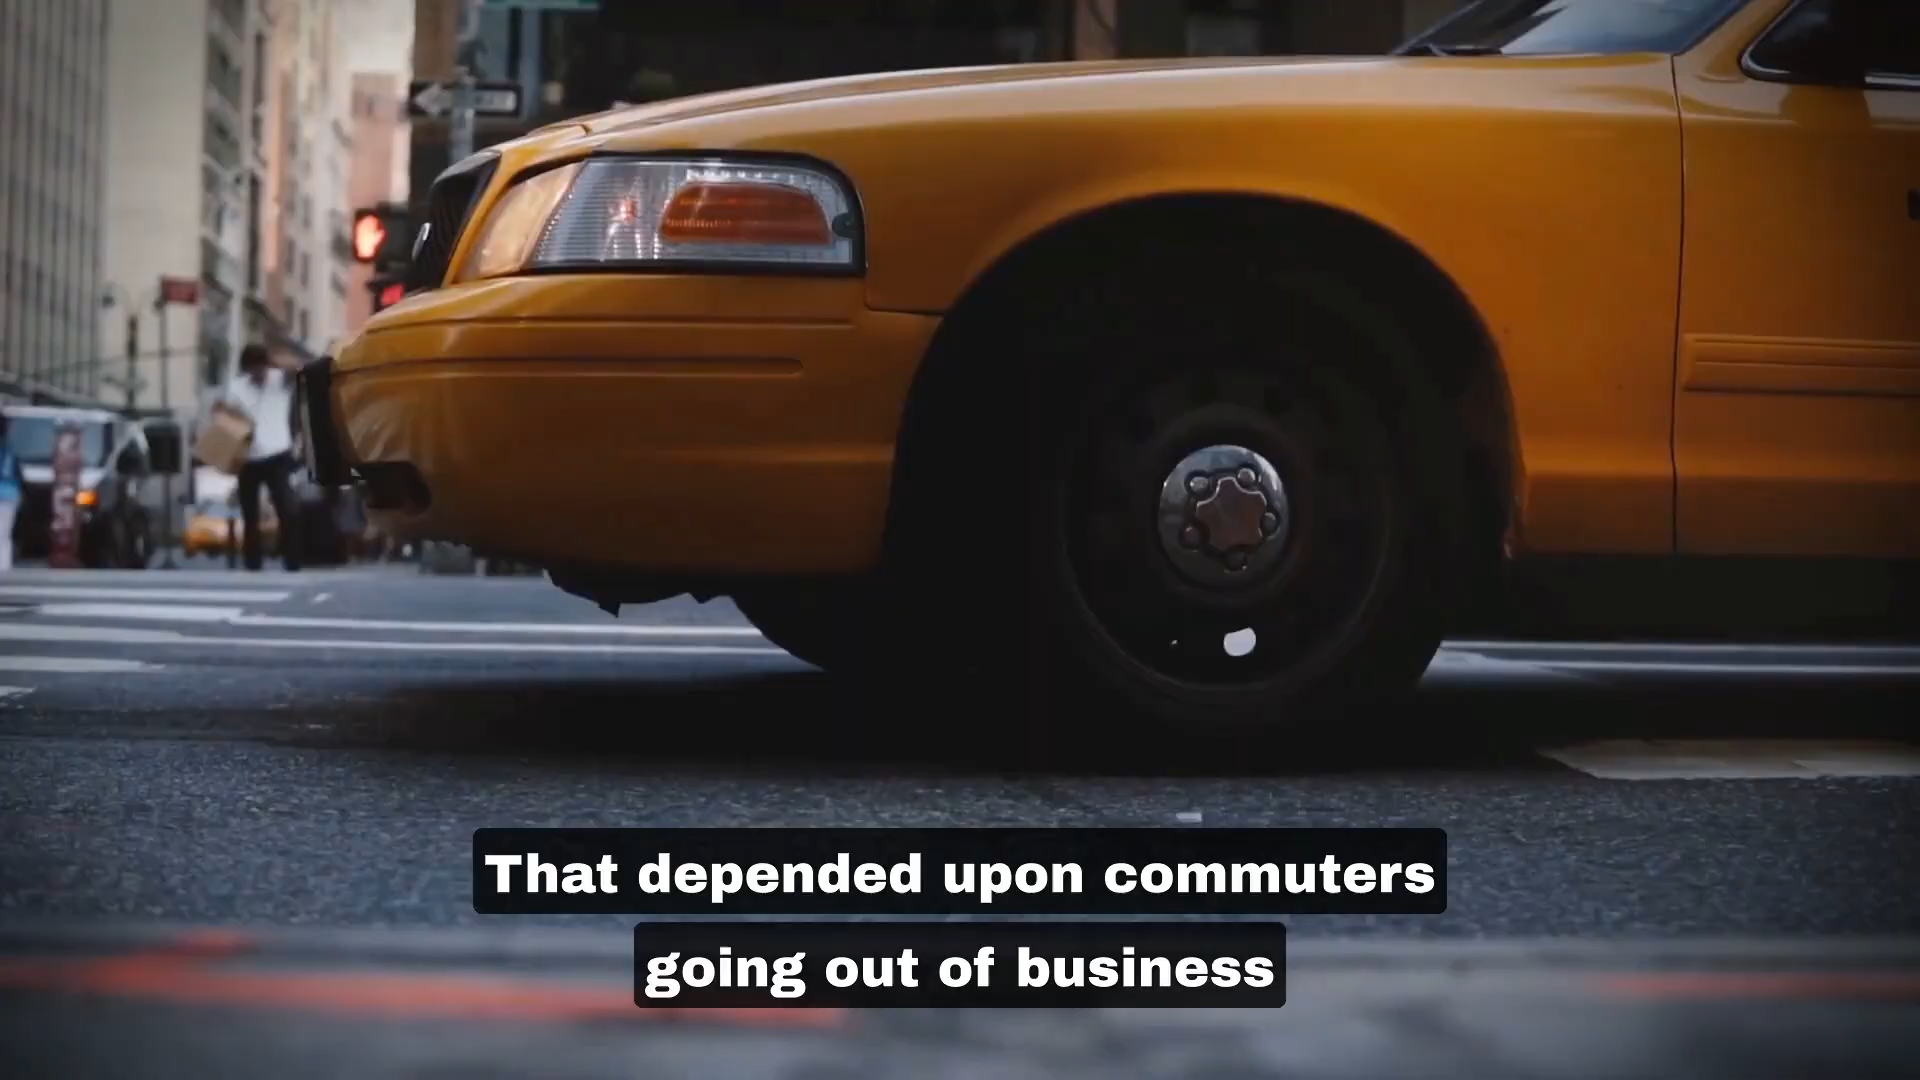 That depended upon commuters
going out of business